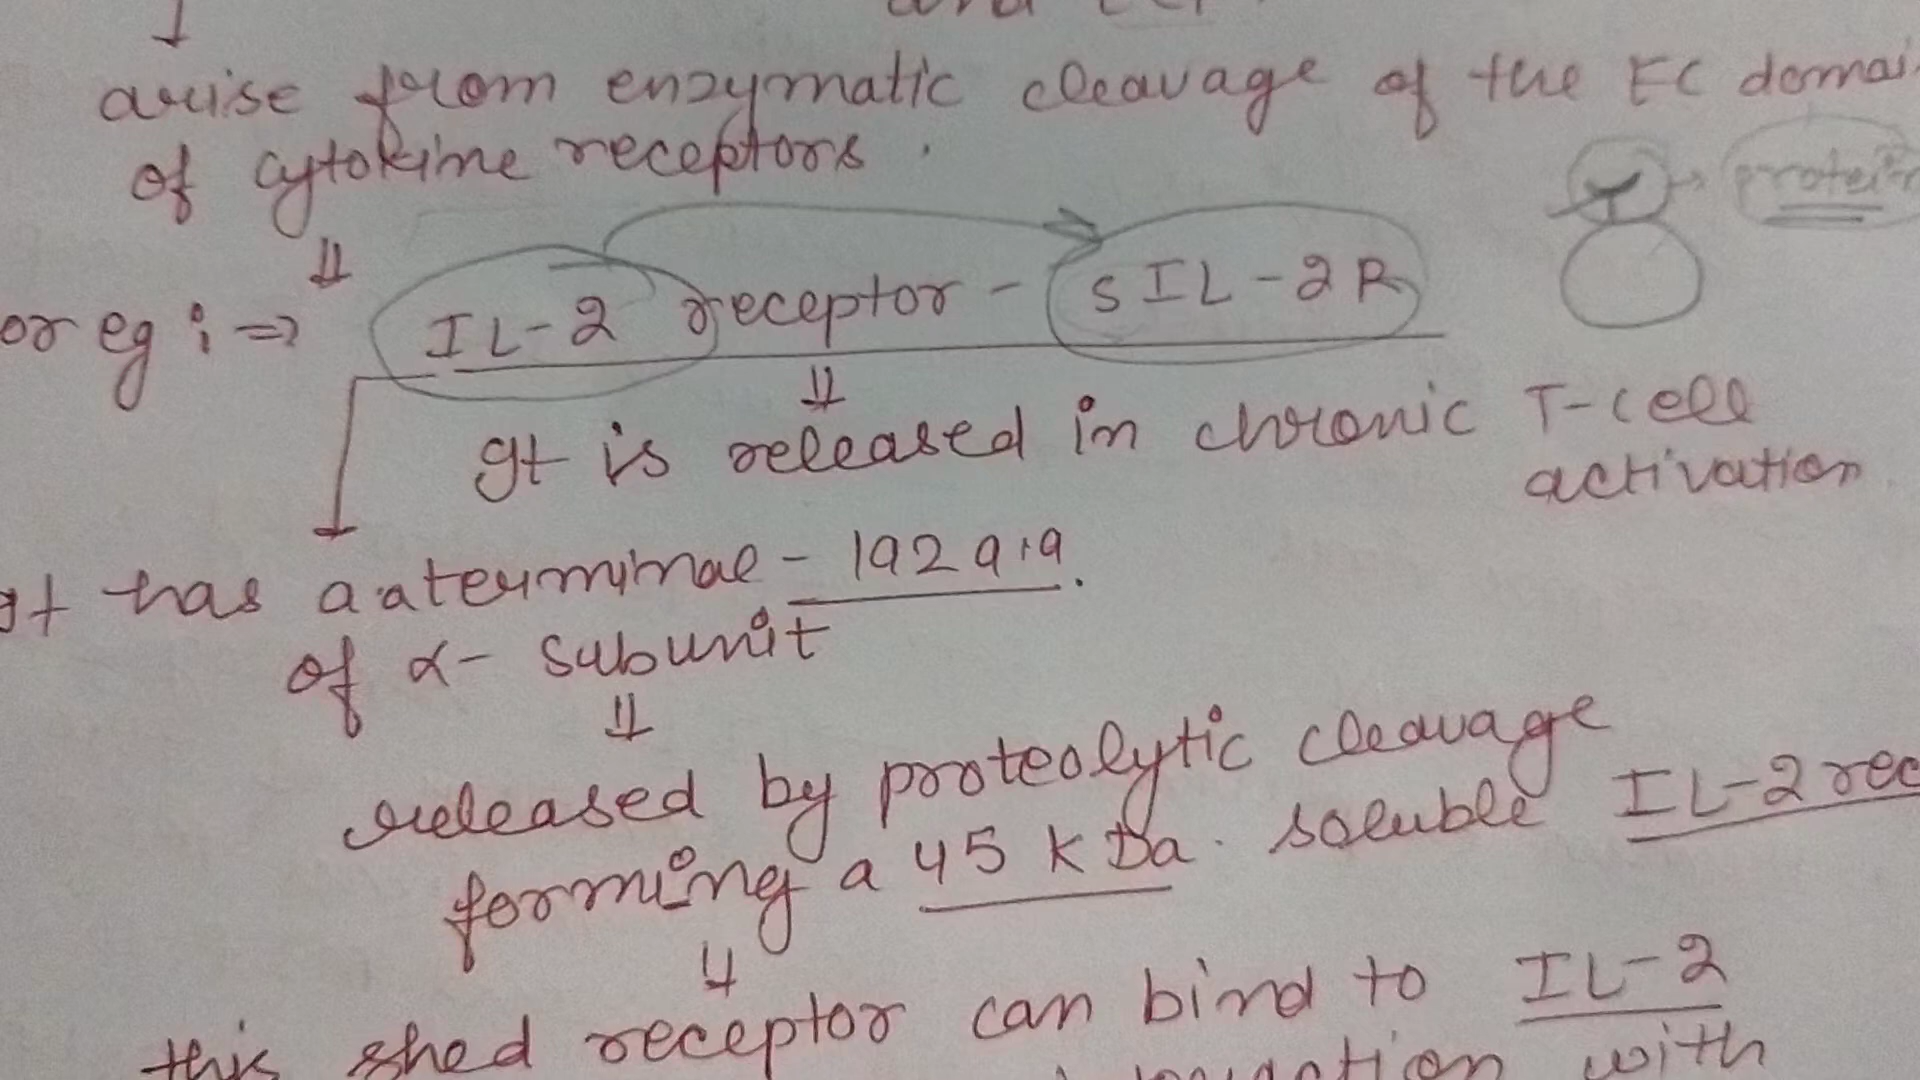 arise from enzymatic cleavage of the EC domai
of cytokine receptors.
→ protein
or eg : ⇒ IL-2 receptor - sIL-2R
It is released in chronic T-cell
activation
It has a aterminal - 192 a.a.
of α- subunit
released by proteolytic cleavage
forming a 45 kDa. soluble IL-2 rec
this shed receptor can bind to IL-2
with